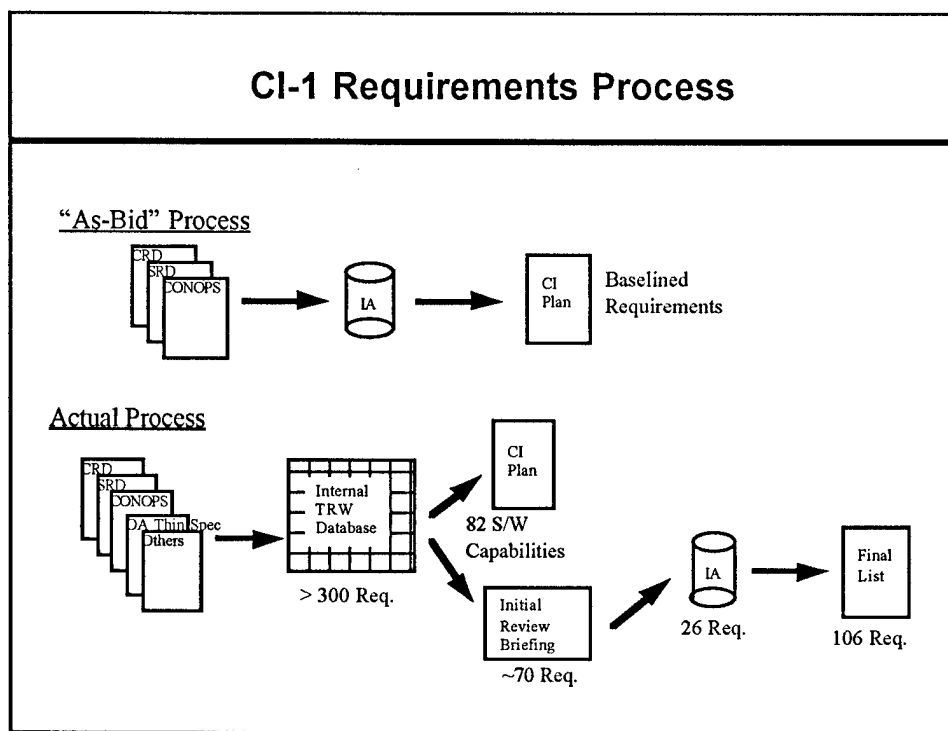 CI-1 Requirements Process
“As-Bid” Process
CRD
SRD
CONOPS
IA
CI
Plan
Baselined
Requirements
Actual Process
CRD
SRD
CONOPS
OA Thin Spec
Others
Internal
TRW
Database
> 300 Req.
CI
Plan
82 S/W
Capabilities
Initial
Review
Briefing
~70 Req.
IA
26 Req.
Final
List
106 Req.